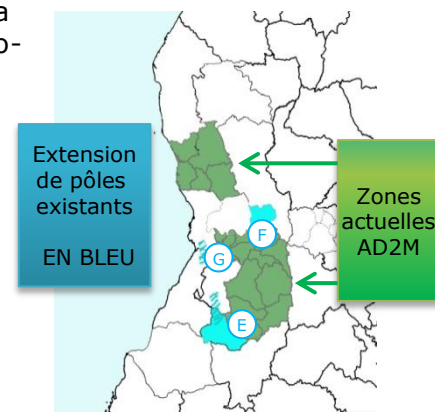 a
o-
Extension
de pôles
existants
EN BLEU
Zones
actuelles
AD2M
F
G
E